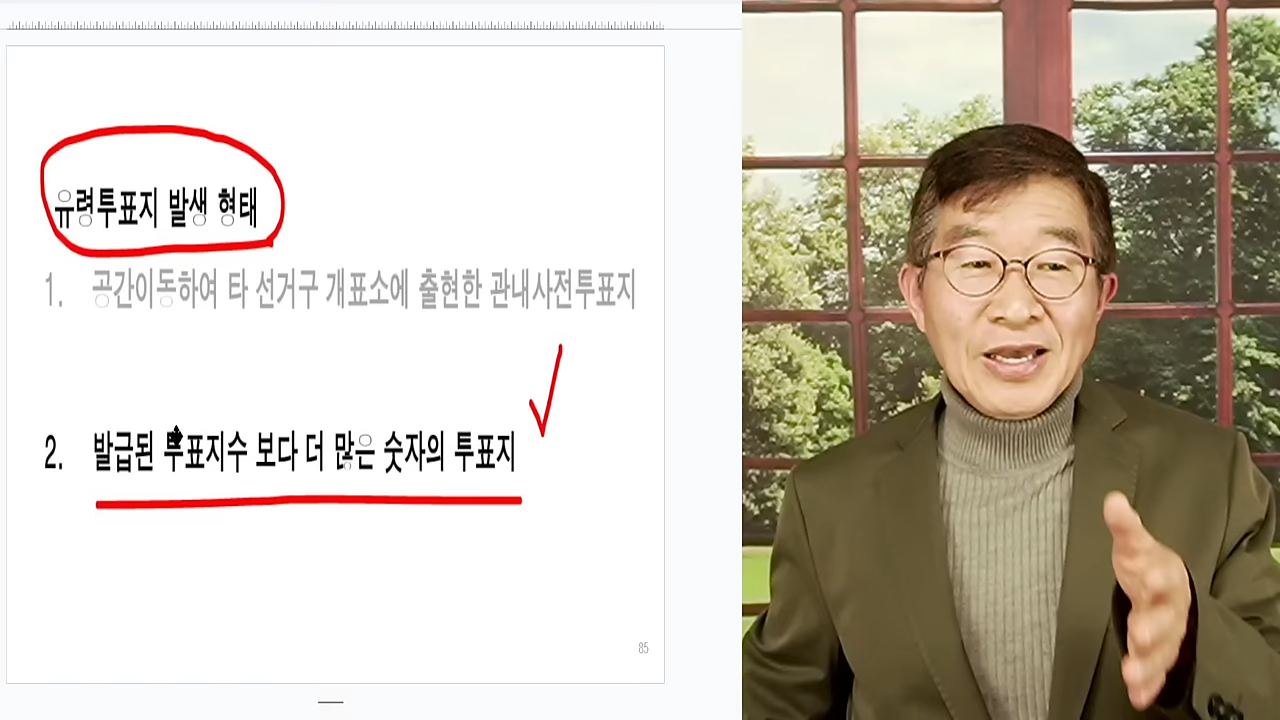 유령투표지 발생 형태
1. 공간이동하여 타 선거구 개표소에 출현한 관내사전투표지
2. 발급된 투표지수 보다 더 많은 숫자의 투표지
85